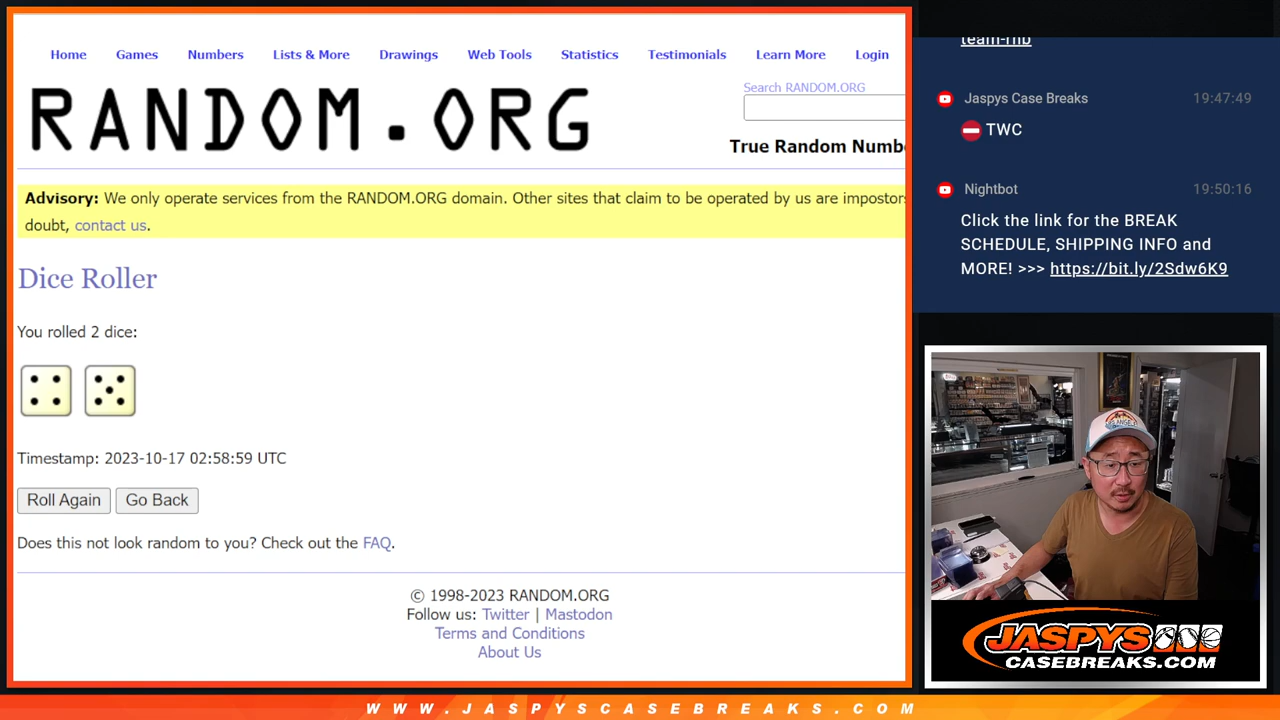 Home Games Numbers Lists & More Drawings Web Tools Statistics Testimonials Learn More Login
RANDOM.ORG
Search RANDOM.ORG
True Random Numb
Advisory: We only operate services from the RANDOM.ORG domain. Other sites that claim to be operated by us are impostors
doubt, contact us.
Dice Roller
You rolled 2 dice:
Timestamp: 2023-10-17 02:58:59 UTC
Roll Again Go Back
Does this not look random to you? Check out the FAQ.
© 1998-2023 RANDOM.ORG
Follow us: Twitter | Mastodon
Terms and Conditions
About Us
team-rnb
Jaspys Case Breaks 19:47:49
⛔ TWC
Nightbot 19:50:16
Click the link for the BREAK
SCHEDULE, SHIPPING INFO and
MORE! >>> https://bit.ly/2Sdw6K9
JASPYS
CASEBREAKS.COM
WWW.JASPYSCASEBREAKS.COM